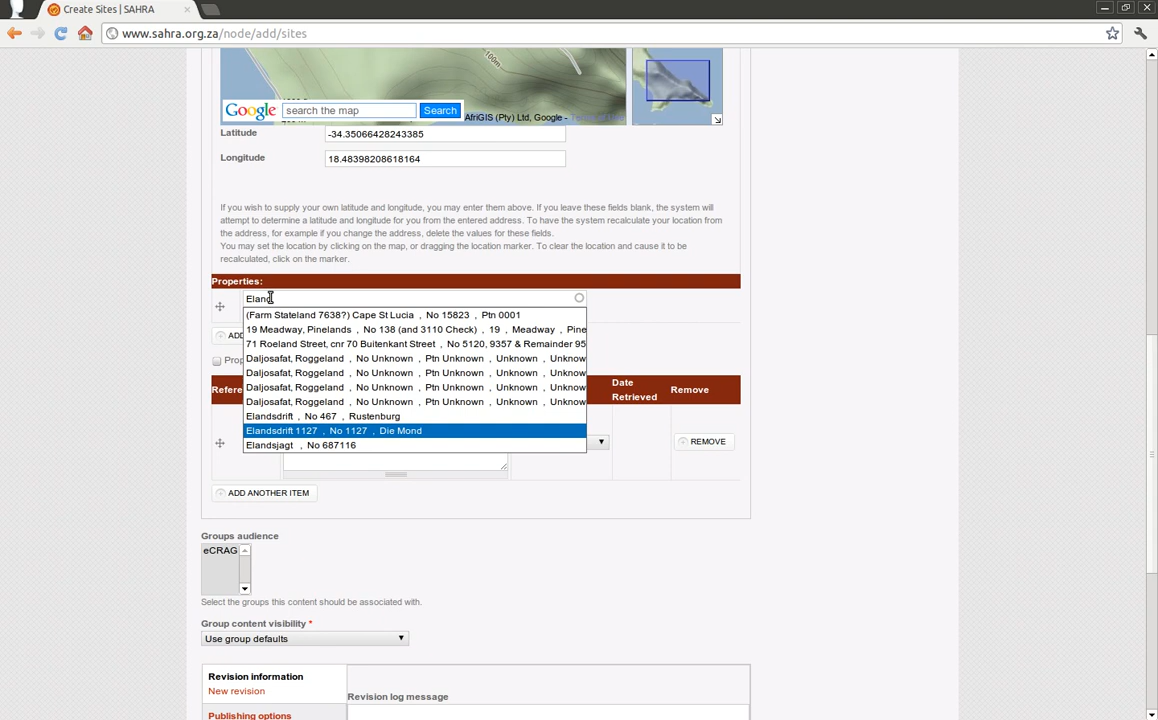 Create Sites | SAHRA
www.sahra.org.za/node/add/sites
100m
Google search the map Search
AfriGIS (Pty) Ltd, Google -
Latitude -34.35066428243385
Longitude 18.48398208618164
If you wish to supply your own latitude and longitude, you may enter them above. If you leave these fields blank, the system will
attempt to determine a latitude and longitude for you from the entered address. To have the system recalculate your location from
the address, for example if you change the address, delete the values for these fields.
You may set the location by clicking on the map, or dragging the location marker. To clear the location and cause it to be
recalculated, click on the marker.
Properties:
Eland
(Farm Stateland 7638?) Cape St Lucia , No 15823 , Ptn 0001
19 Meadway, Pinelands , No 138 (and 3110 Check) , 19 , Meadway , Pine
71 Roeland Street, cnr 70 Buitenkant Street , No 5120, 9357 & Remainder 95
Daljosafat, Roggeland , No Unknown , Ptn Unknown , Unknown , Unknow
Daljosafat, Roggeland , No Unknown , Ptn Unknown , Unknown , Unknow
Daljosafat, Roggeland , No Unknown , Ptn Unknown , Unknown , Unknow
Daljosafat, Roggeland , No Unknown , Ptn Unknown , Unknown , Unknow
Elandsdrift , No 467 , Rustenburg
Elandsdrift 1127 , No 1127 , Die Mond
Elandsjagt , No 687116
ADD
Prop
Refere
Date
Retrieved
Remove
REMOVE
ADD ANOTHER ITEM
Groups audience
eCRAG
Select the groups this content should be associated with.
Group content visibility *
Use group defaults
Revision information
New revision
Revision log message
Publishing options